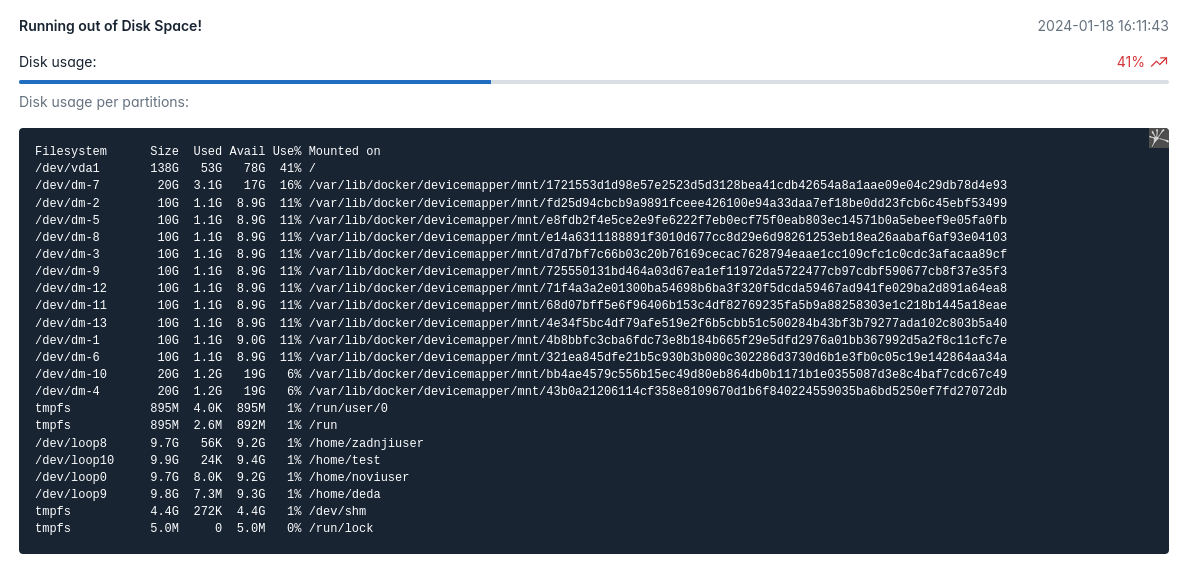 Running out of Disk Space! 2024-01-18 16:11:43
Disk usage: 41%
Disk usage per partitions:
Filesystem      Size  Used Avail Use% Mounted on
/dev/vda1       138G   53G   78G  41% /
/dev/dm-7        20G  3.1G   17G  16% /var/lib/docker/devicemapper/mnt/1721553d1d98e57e2523d5d3128bea41cdb42654a8a1aae09e04c29db78d4e93
/dev/dm-2        10G  1.1G  8.9G  11% /var/lib/docker/devicemapper/mnt/fd25d94cbcb9a9891fceee426100e94a33daa7ef18be0dd23fcb6c45ebf53499
/dev/dm-5        10G  1.1G  8.9G  11% /var/lib/docker/devicemapper/mnt/e8fdb2f4e5ce2e9fe6222f7eb0ecf75f0eab803ec14571b0a5ebeef9e05fa0fb
/dev/dm-8        10G  1.1G  8.9G  11% /var/lib/docker/devicemapper/mnt/e14a6311188891f3010d677cc8d29e6d98261253eb18ea26aabaf6af93e04103
/dev/dm-3        10G  1.1G  8.9G  11% /var/lib/docker/devicemapper/mnt/d7d7bf7c66b03c20b76169cecac7628794eaae1cc109cfc1c0cdc3afacaa89cf
/dev/dm-9        10G  1.1G  8.9G  11% /var/lib/docker/devicemapper/mnt/725550131bd464a03d67ea1ef11972da5722477cb97cdbf590677cb8f37e35f3
/dev/dm-12       10G  1.1G  8.9G  11% /var/lib/docker/devicemapper/mnt/71f4a3a2e01300ba54698b6ba3f320f5dcda59467ad941fe029ba2d891a64ea8
/dev/dm-11       10G  1.1G  8.9G  11% /var/lib/docker/devicemapper/mnt/68d07bff5e6f96406b153c4df82769235fa5b9a88258303e1c218b1445a18eae
/dev/dm-13       10G  1.1G  8.9G  11% /var/lib/docker/devicemapper/mnt/4e34f5bc4df79afe519e2f6b5cbb51c500284b43bf3b79277ada102c803b5a40
/dev/dm-1        10G  1.1G  9.0G  11% /var/lib/docker/devicemapper/mnt/4b8bbfc3cba6fdc73e8b184b665f29e5dfd2976a01bb367992d5a2f8c11cfc7e
/dev/dm-6        10G  1.1G  8.9G  11% /var/lib/docker/devicemapper/mnt/321ea845dfe21b5c930b3b080c302286d3730d6b1e3fb0c05c19e142864aa34a
/dev/dm-10       20G  1.2G   19G   6% /var/lib/docker/devicemapper/mnt/bb4ae4579c556b15ec49d80eb864db0b1171b1e0355087d3e8c4baf7cdc67c49
/dev/dm-4        20G  1.2G   19G   6% /var/lib/docker/devicemapper/mnt/43b0a21206114cf358e8109670d1b6f840224559035ba6bd5250ef7fd27072db
tmpfs           895M  4.0K  895M   1% /run/user/0
tmpfs           895M  2.6M  892M   1% /run
/dev/loop8      9.7G   56K  9.2G   1% /home/zadnjiuser
/dev/loop10     9.9G   24K  9.4G   1% /home/test
/dev/loop0      9.7G  8.0K  9.2G   1% /home/noviuser
/dev/loop9      9.8G  7.3M  9.3G   1% /home/deda
tmpfs           4.4G  272K  4.4G   1% /dev/shm
tmpfs           5.0M     0  5.0M   0% /run/lock